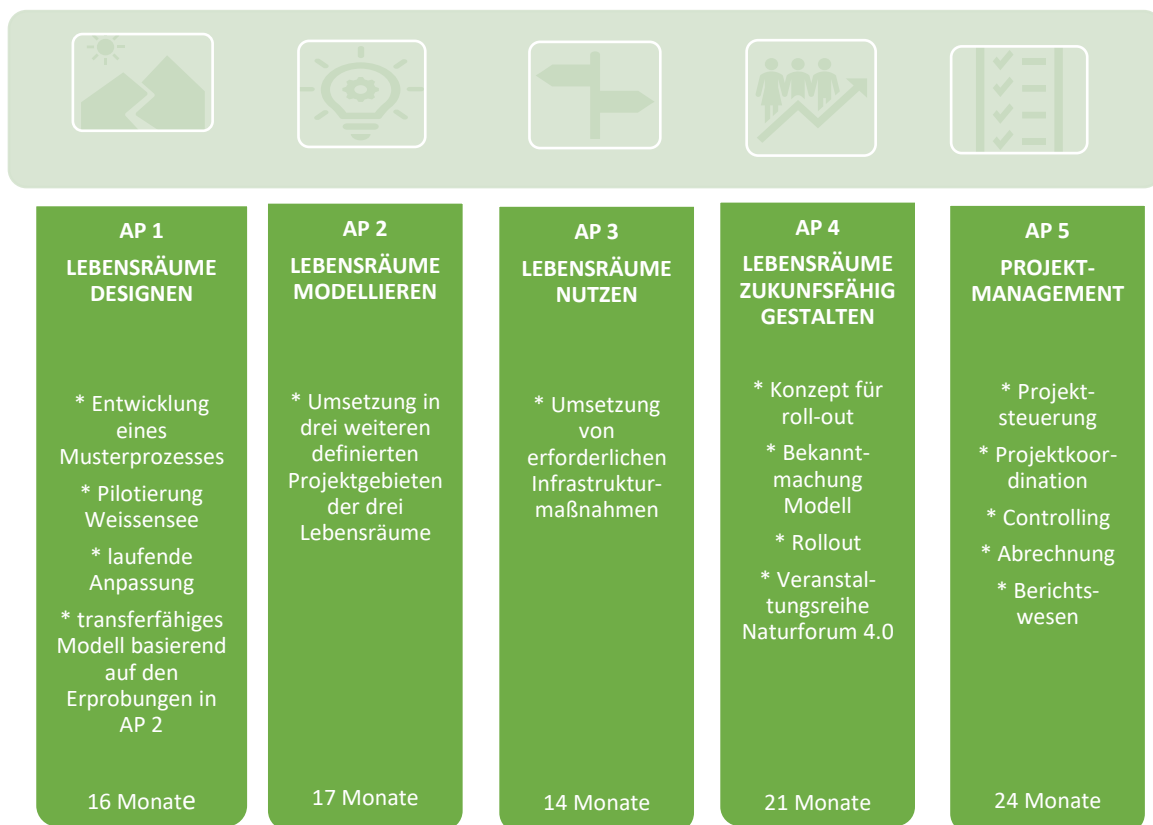 AP 1
LEBENSRÄUME
DESIGNEN
* Entwicklung
eines
Musterprozesses
* Pilotierung
Weissensee
* laufende
Anpassung
* transferfähiges
Modell basierend
auf den
Erprobungen in
AP 2
16 Monate
AP 2
LEBENSRÄUME
MODELLIEREN
* Umsetzung in
drei weiteren
definierten
Projektgebieten
der drei
Lebensräume
17 Monate
AP 3
LEBENSRÄUME
NUTZEN
* Umsetzung
von
erforderlichen
Infrastruktur-
maßnahmen
14 Monate
AP 4
LEBENSRÄUME
ZUKUNFSFÄHIG
GESTALTEN
* Konzept für
roll-out
* Bekannt-
machung
Modell
* Rollout
* Veranstal-
tungsreihe
Naturforum 4.0
21 Monate
AP 5
PROJEKT-
MANAGEMENT
* Projekt-
steuerung
* Projektkoor-
dination
* Controlling
* Abrechnung
* Berichts-
wesen
24 Monate